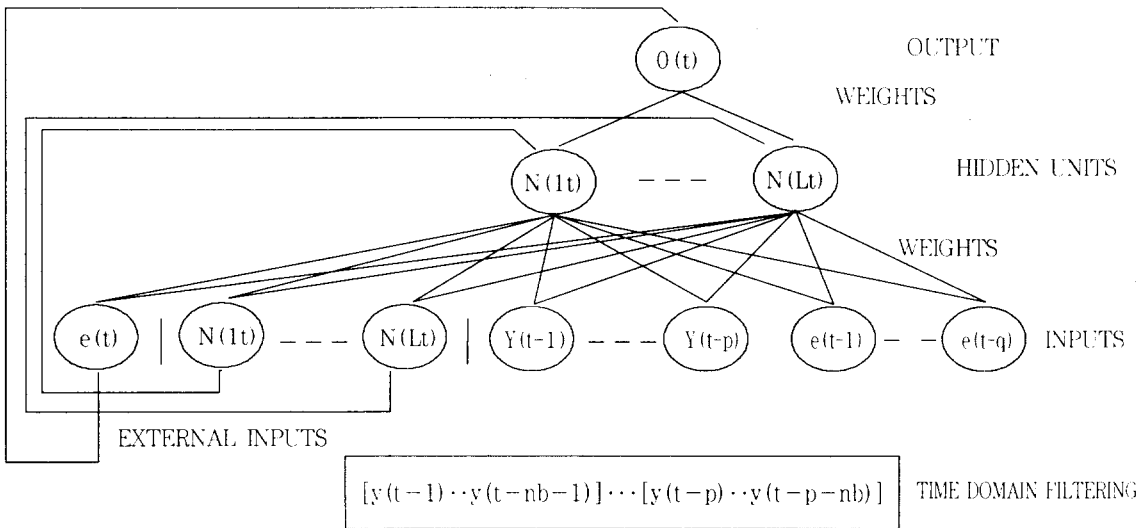 O(t)
OUTPUT
WEIGHTS
N(1t)
- - -
N(Lt)
HIDDEN UNITS
WEIGHTS
e(t) | N(1t) - - - N(Lt) | Y(t-1) - - - Y(t-p) e(t-1) - - e(t-q) INPUTS
EXTERNAL INPUTS
[y(t-1)··y(t-nb-1)]···[y(t-p)··y(t-p-nb)] TIME DOMAIN FILTERING